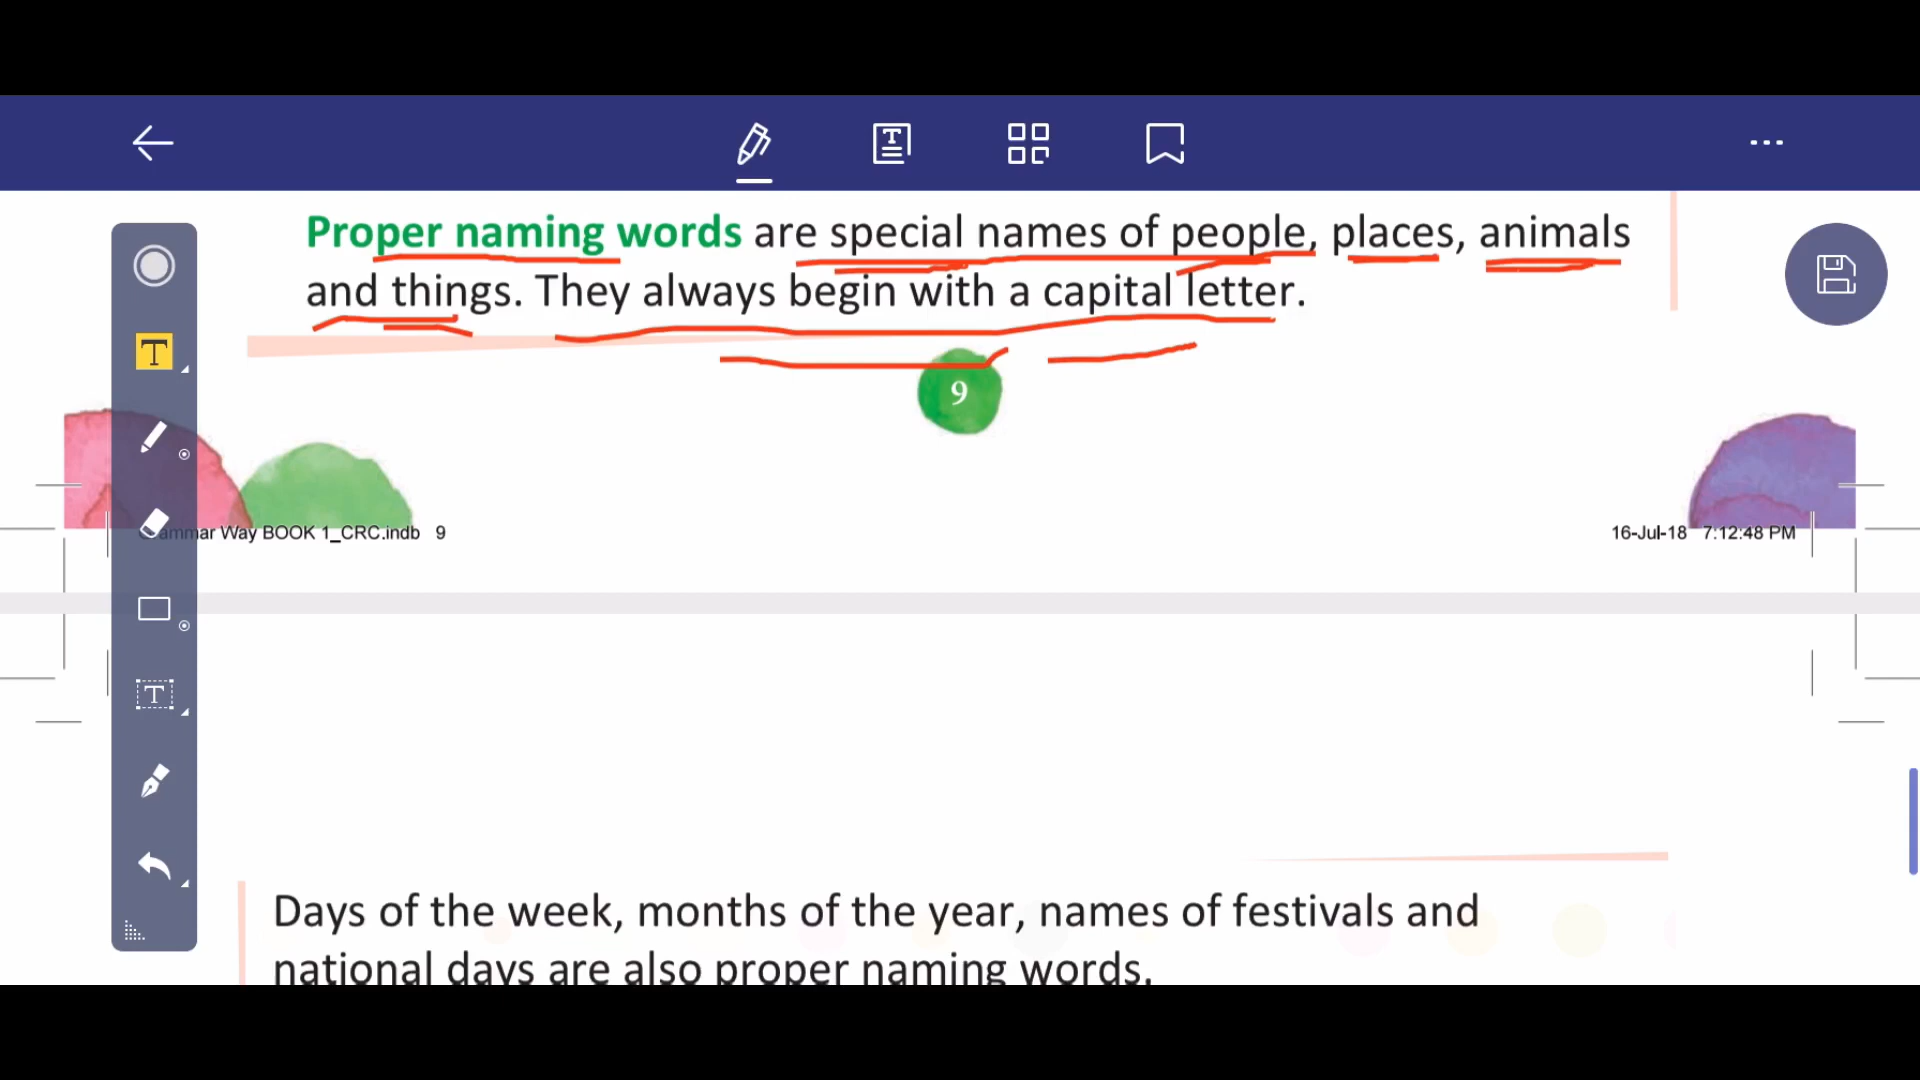 Proper naming words are special names of people, places, animals
and things. They always begin with a capital letter.
9
Grammar Way BOOK 1_CRC.indb 9 16-Jul-18 7:12:48 PM
Days of the week, months of the year, names of festivals and
national days are also proper naming words.